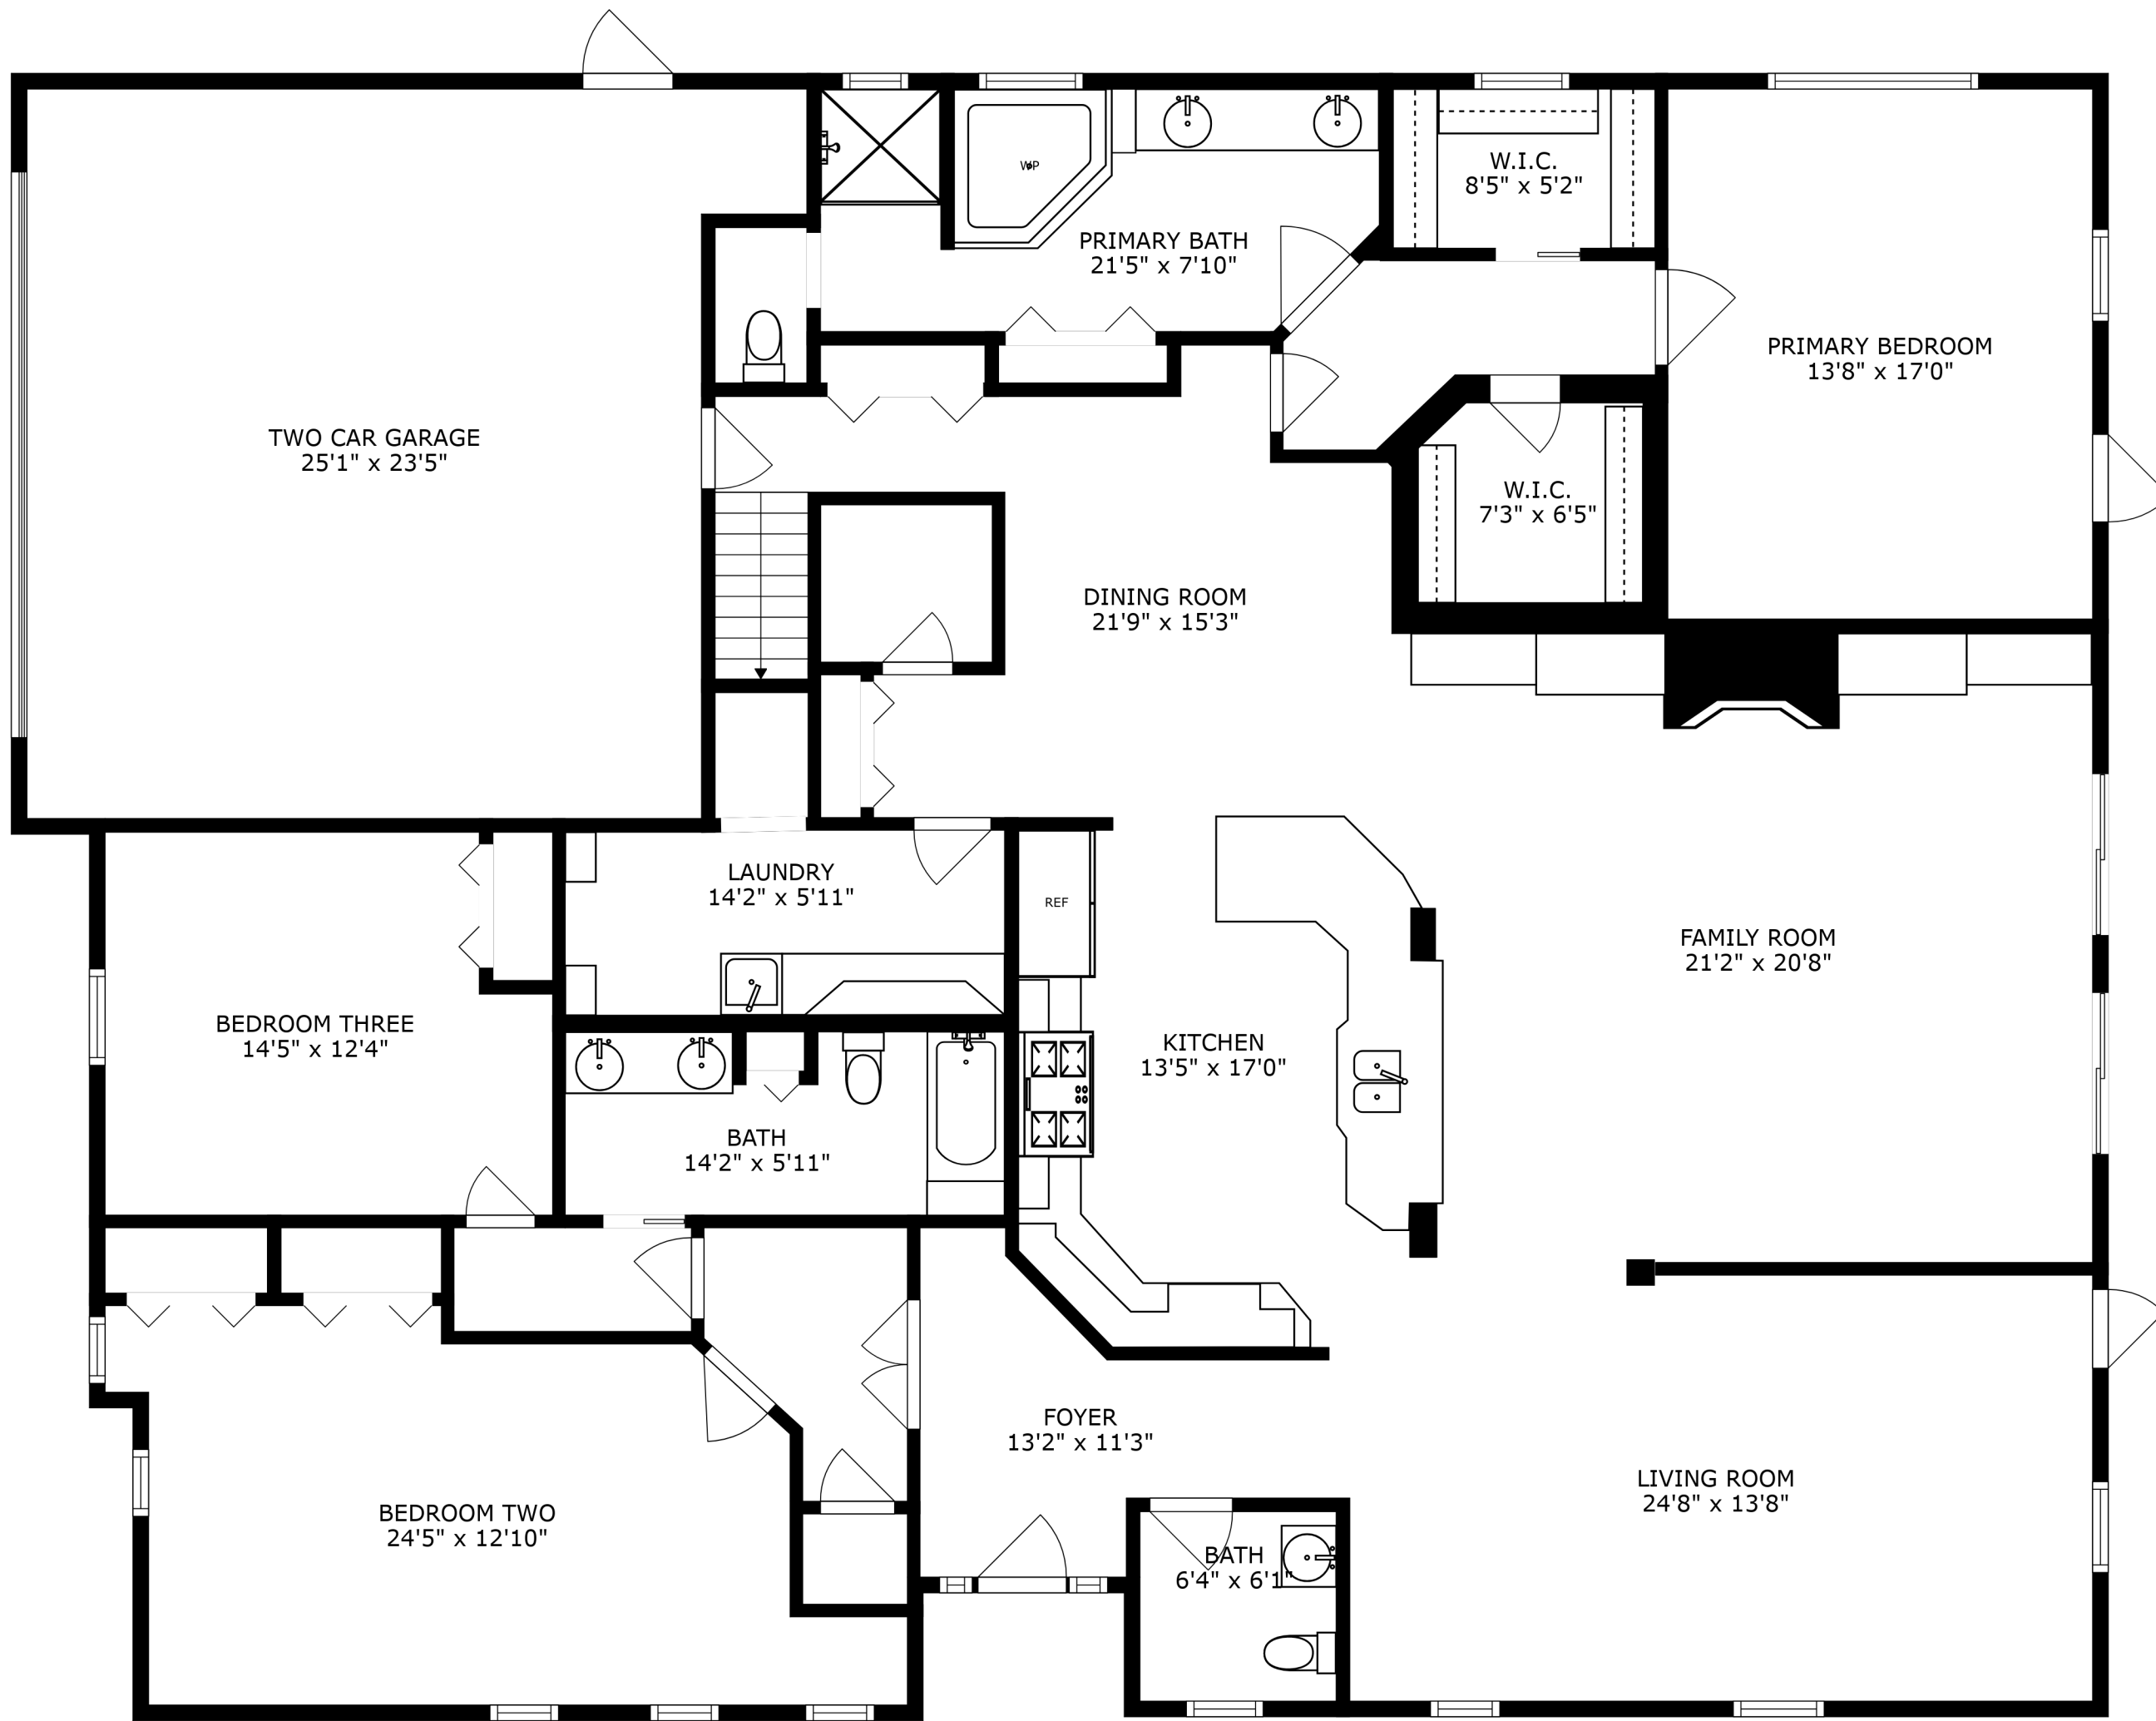 WP
W.I.C.
8'5" x 5'2"
PRIMARY BATH
21'5" x 7'10"
PRIMARY BEDROOM
13'8" x 17'0"
TWO CAR GARAGE
25'1" x 23'5"
W.I.C.
7'3" x 6'5"
DINING ROOM
21'9" x 15'3"
LAUNDRY
14'2" x 5'11"
REF
FAMILY ROOM
21'2" x 20'8"
BEDROOM THREE
14'5" x 12'4"
KITCHEN
13'5" x 17'0"
BATH
14'2" x 5'11"
FOYER
13'2" x 11'3"
LIVING ROOM
24'8" x 13'8"
BEDROOM TWO
24'5" x 12'10"
BATH
6'4" x 6'1"